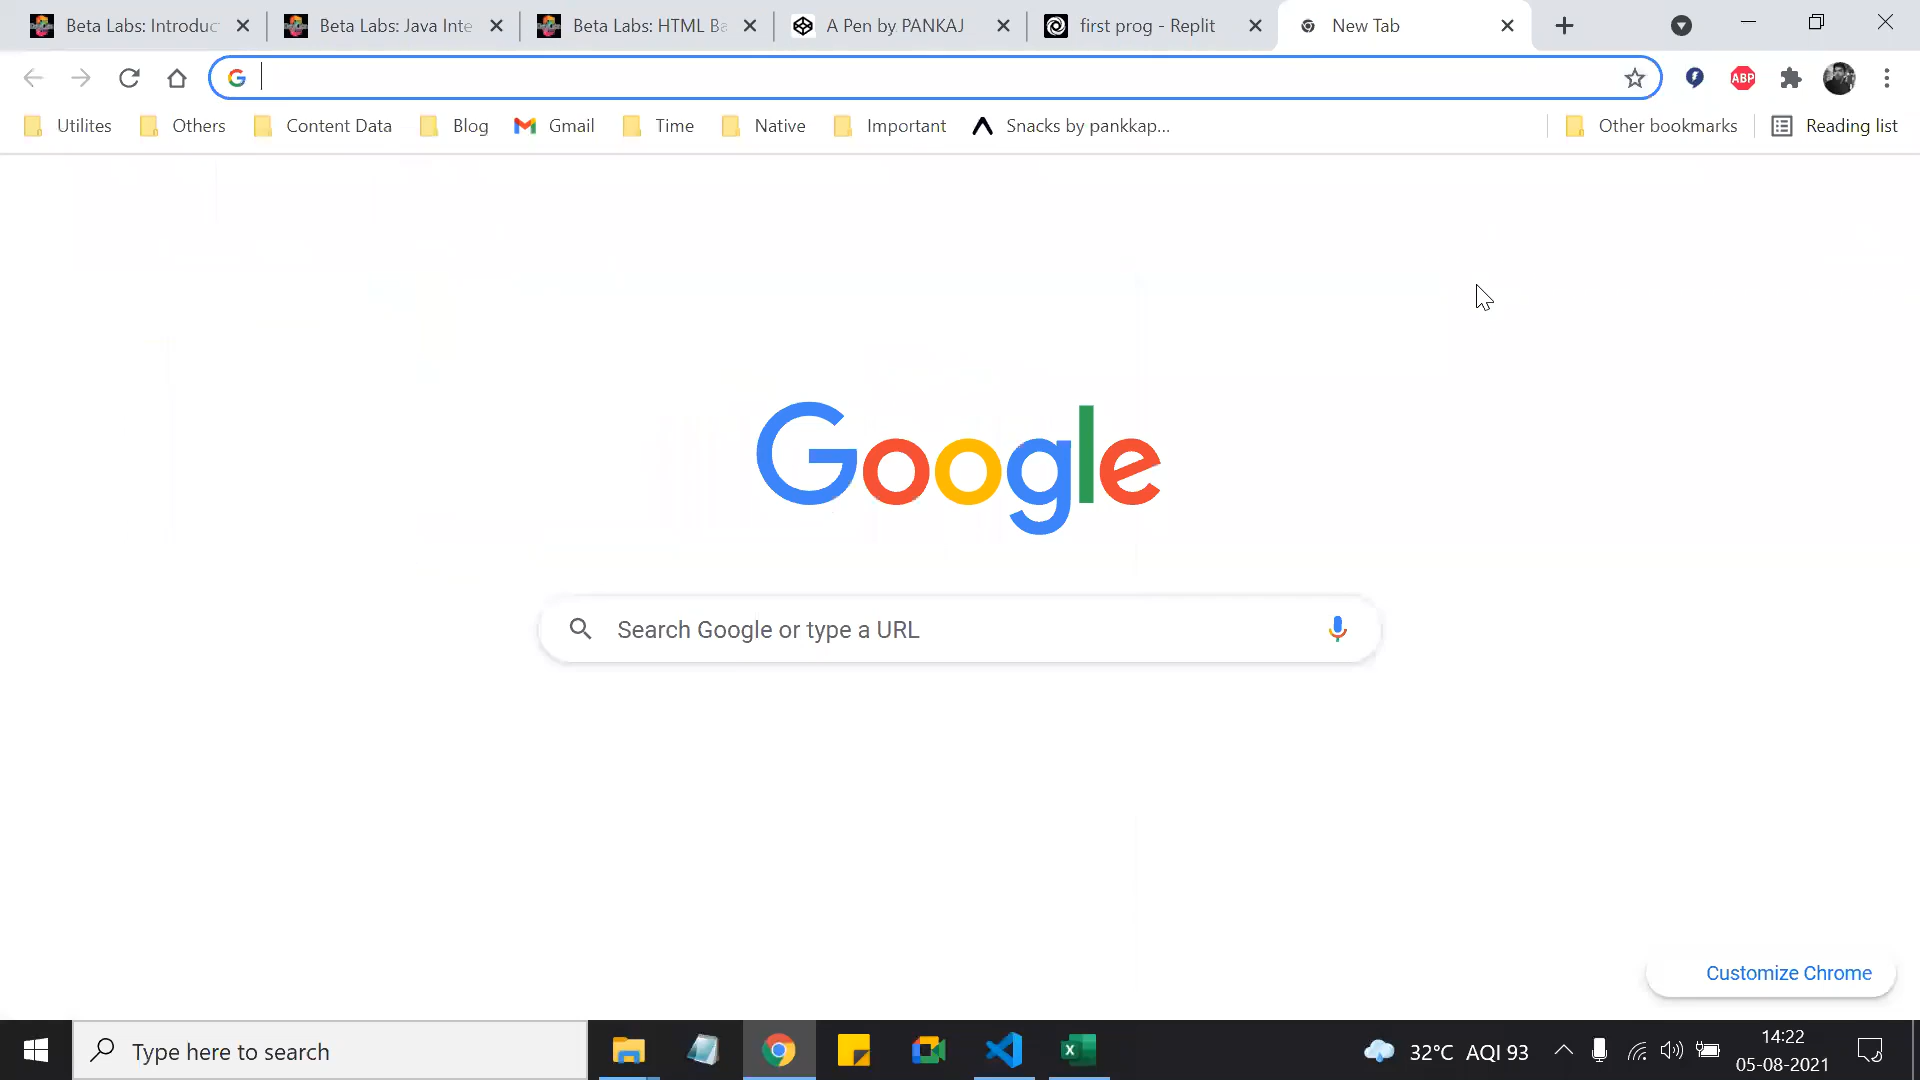 Beta Labs: Introduc
Beta Labs: Java Inte
Beta Labs: HTML Ba
A Pen by PANKAJ
first prog - Replit
New Tab
ABP
Utilites
Others
Content Data
Blog
Gmail
Time
Native
Important
Snacks by pankkap...
Other bookmarks
Reading list
Google
Search Google or type a URL
Customize Chrome
Type here to search
32°C AQI 93
14:22
05-08-2021